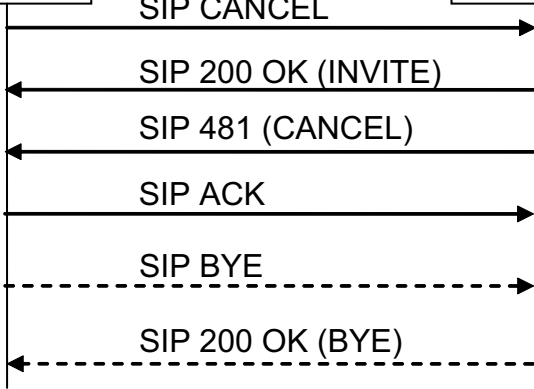 SIP CANCEL
SIP 200 OK (INVITE)
SIP 481 (CANCEL)
SIP ACK
SIP BYE
SIP 200 OK (BYE)